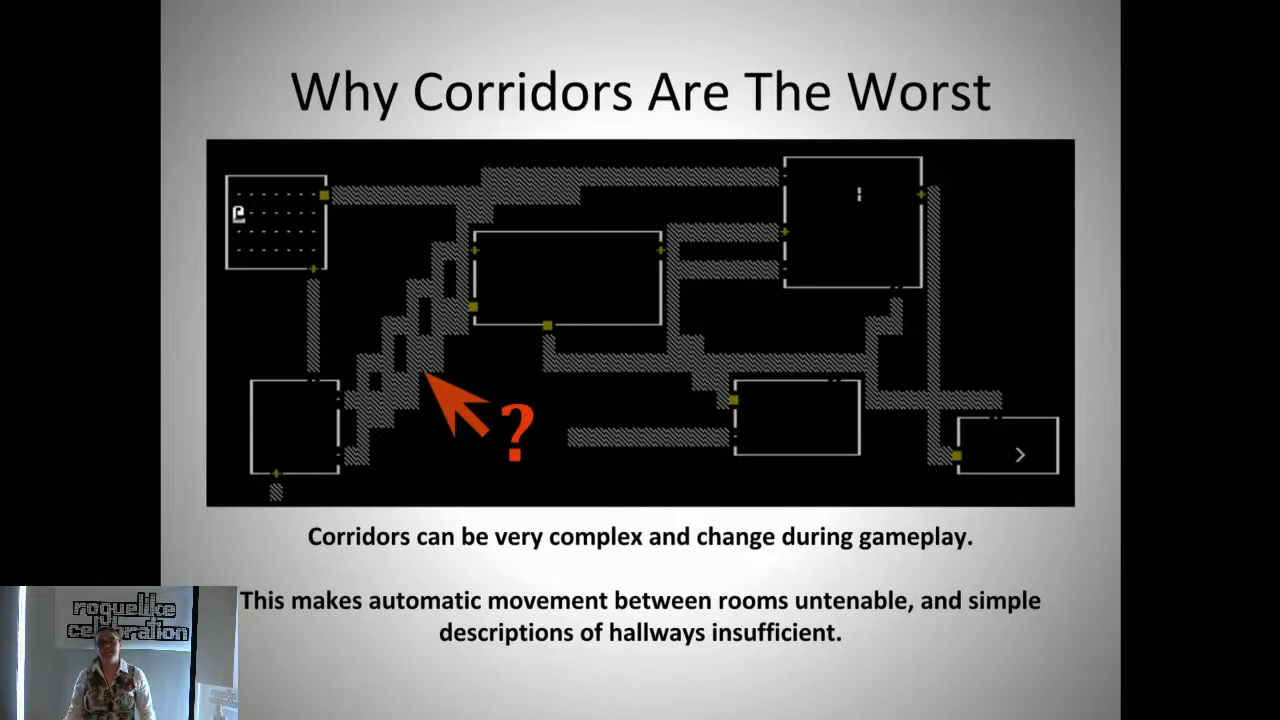 Why Corridors Are The Worst
?
Corridors can be very complex and change during gameplay.
This makes automatic movement between rooms untenable, and simple
descriptions of hallways insufficient.
roguelike
celebration